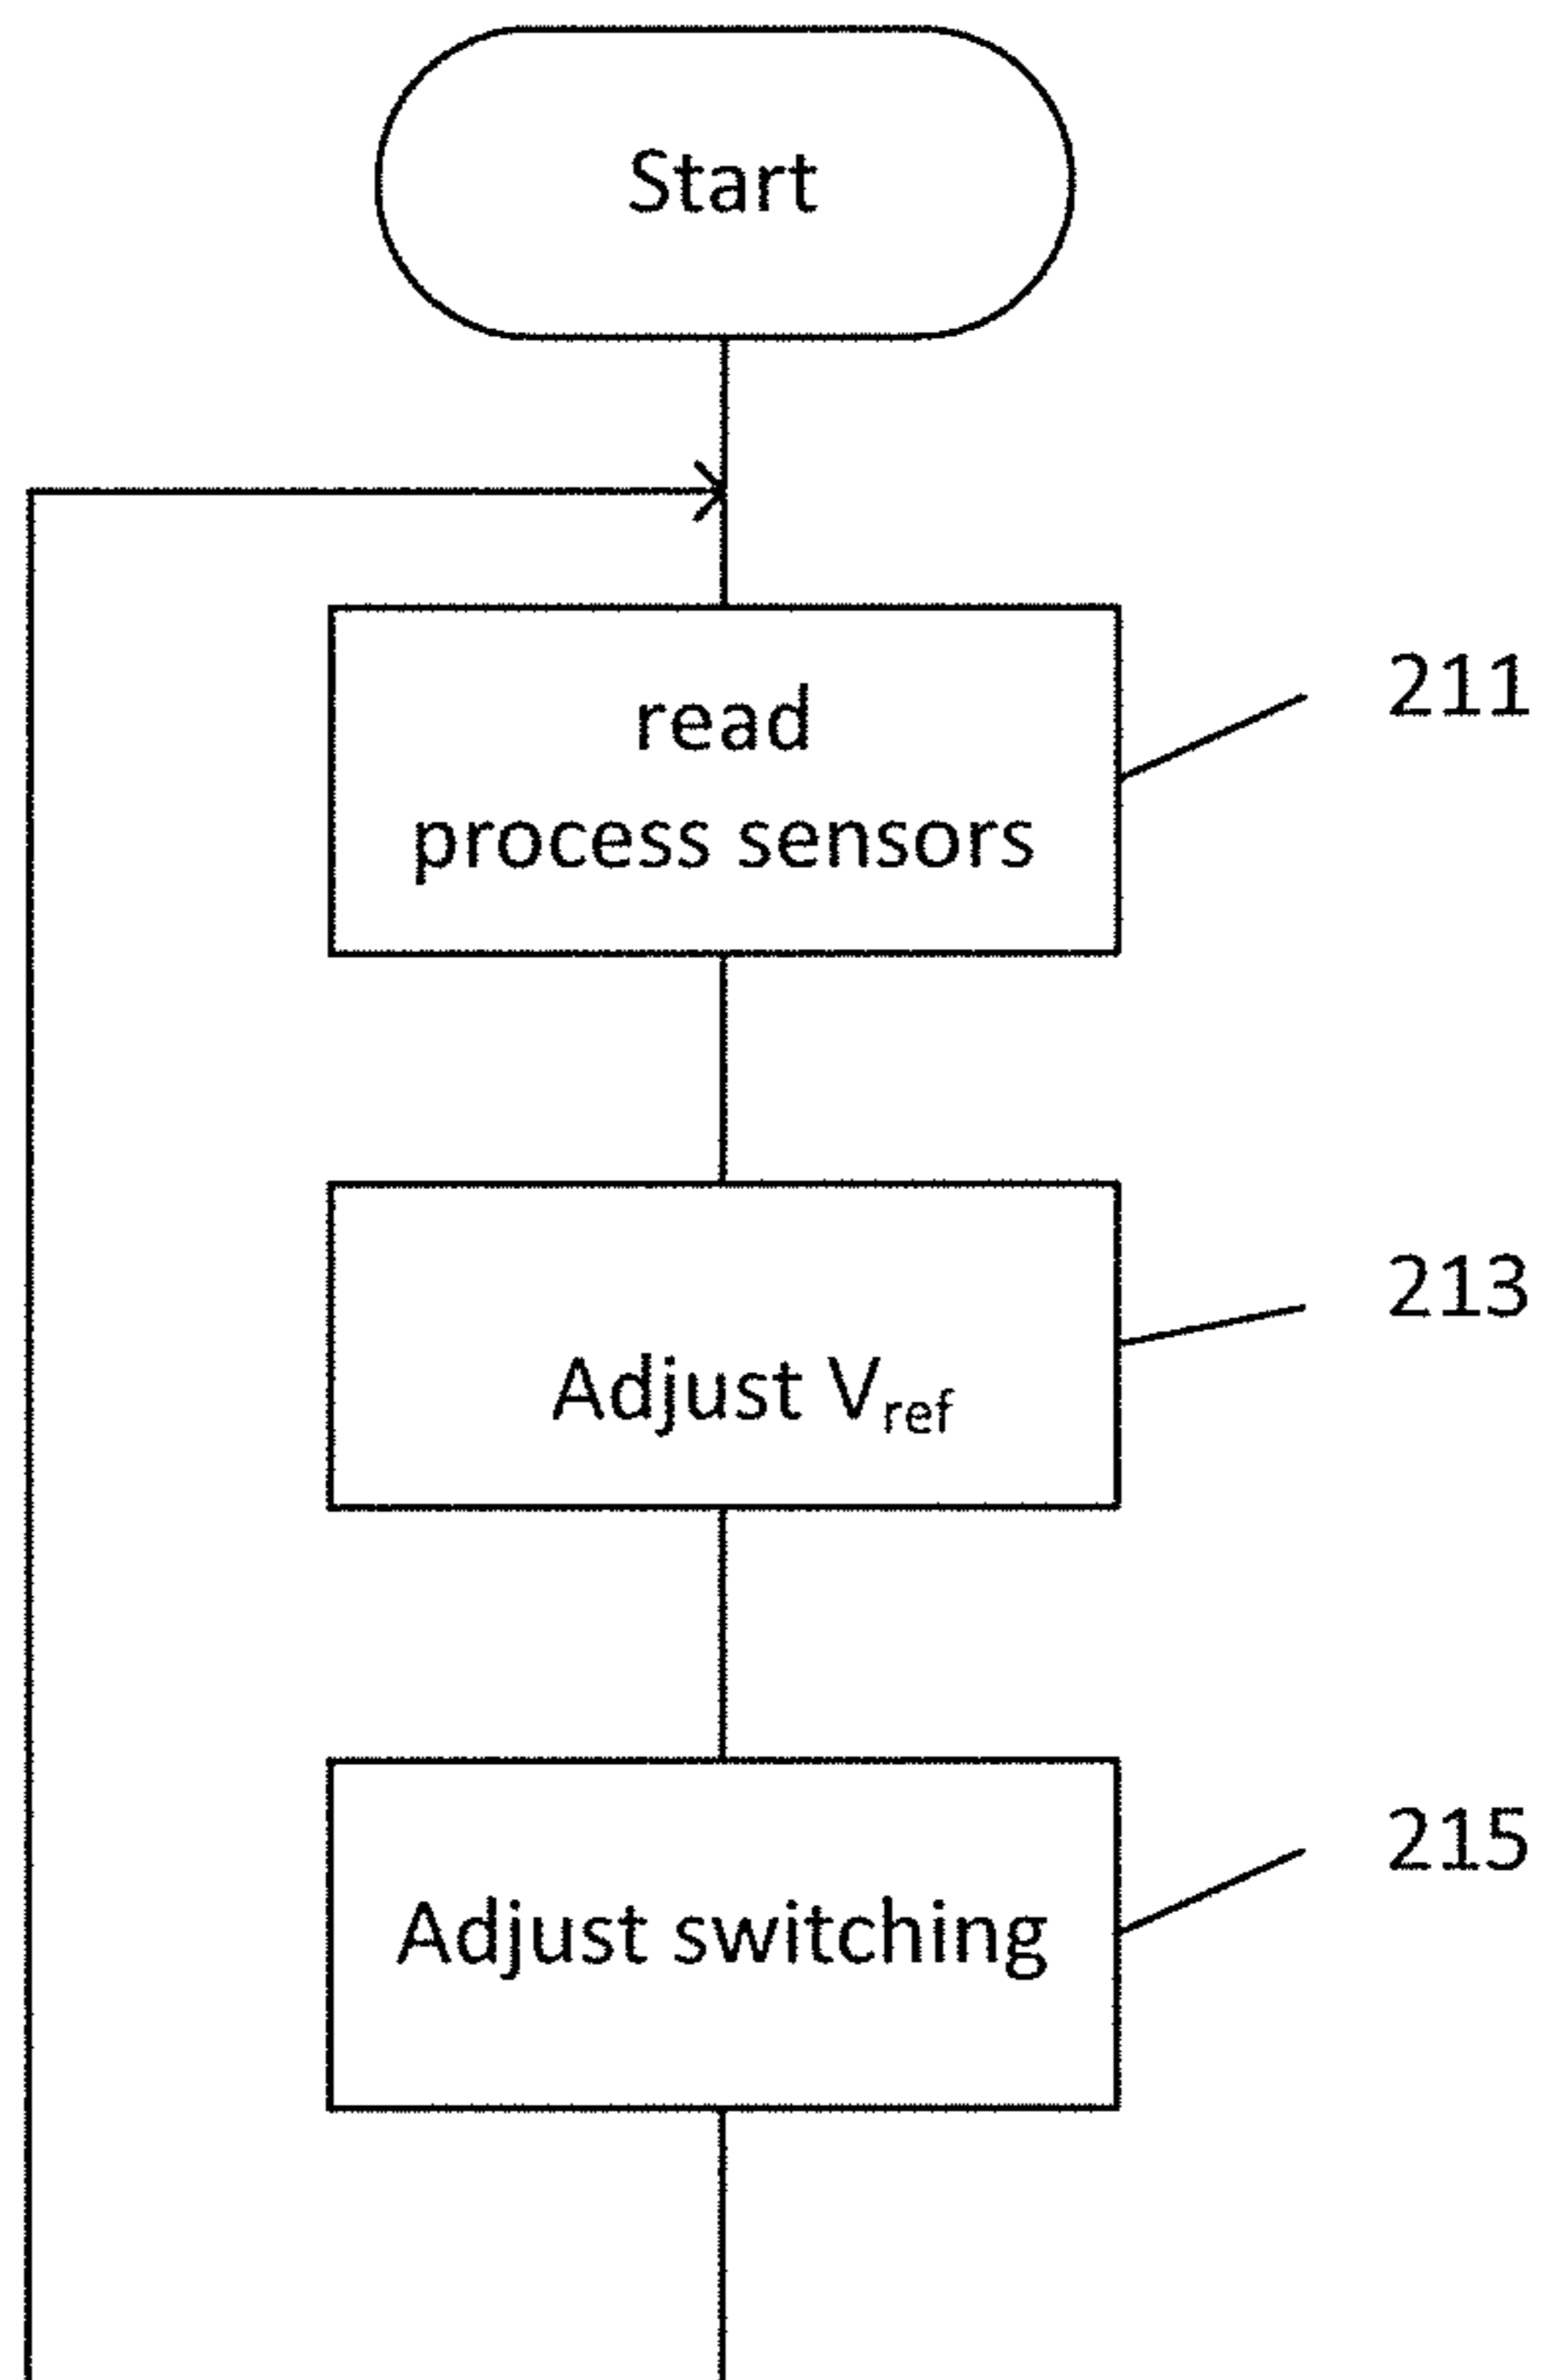 Start
211
read
process sensors
213
Adjust Vref
215
Adjust switching